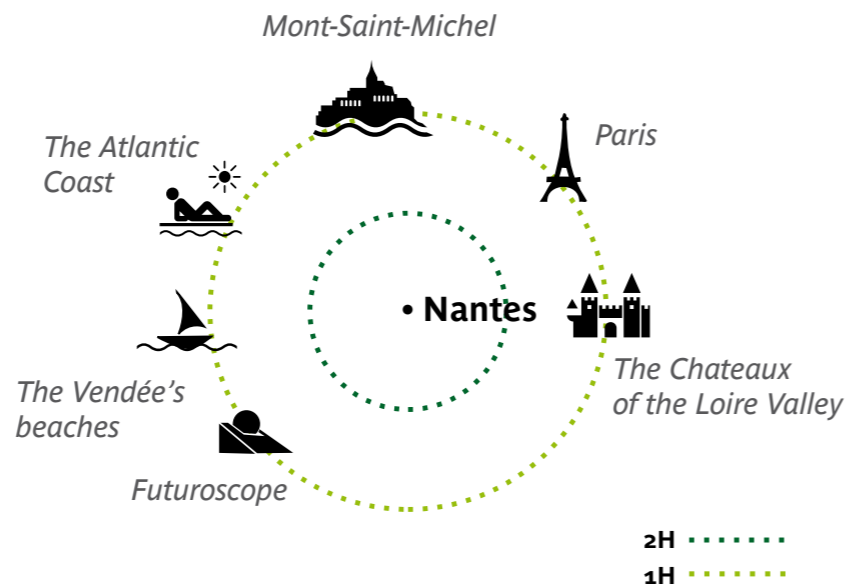 Mont-Saint-Michel
Paris
The Atlantic
Coast
Nantes
The Chateaux
of the Loire Valley
The Vendée’s
beaches
Futuroscope
2H
1H